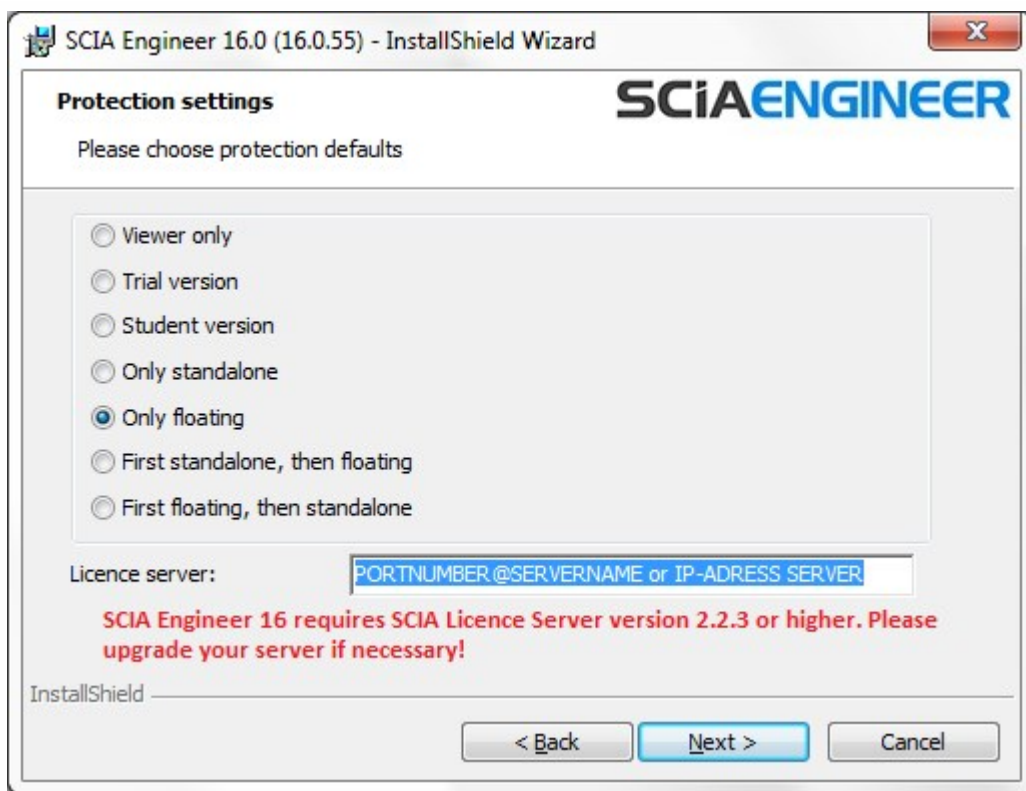 SCIA Engineer 16.0 (16.0.55) - InstallShield Wizard
Protection settings
SCiAENGINEER
Please choose protection defaults
Viewer only
Trial version
Student version
Only standalone
Only floating
First standalone, then floating
First floating, then standalone
Licence server: PORTNUMBER@SERVERNAME or IP-ADRESS SERVER
SCIA Engineer 16 requires SCIA Licence Server version 2.2.3 or higher. Please
upgrade your server if necessary!
InstallShield
< Back Next > Cancel